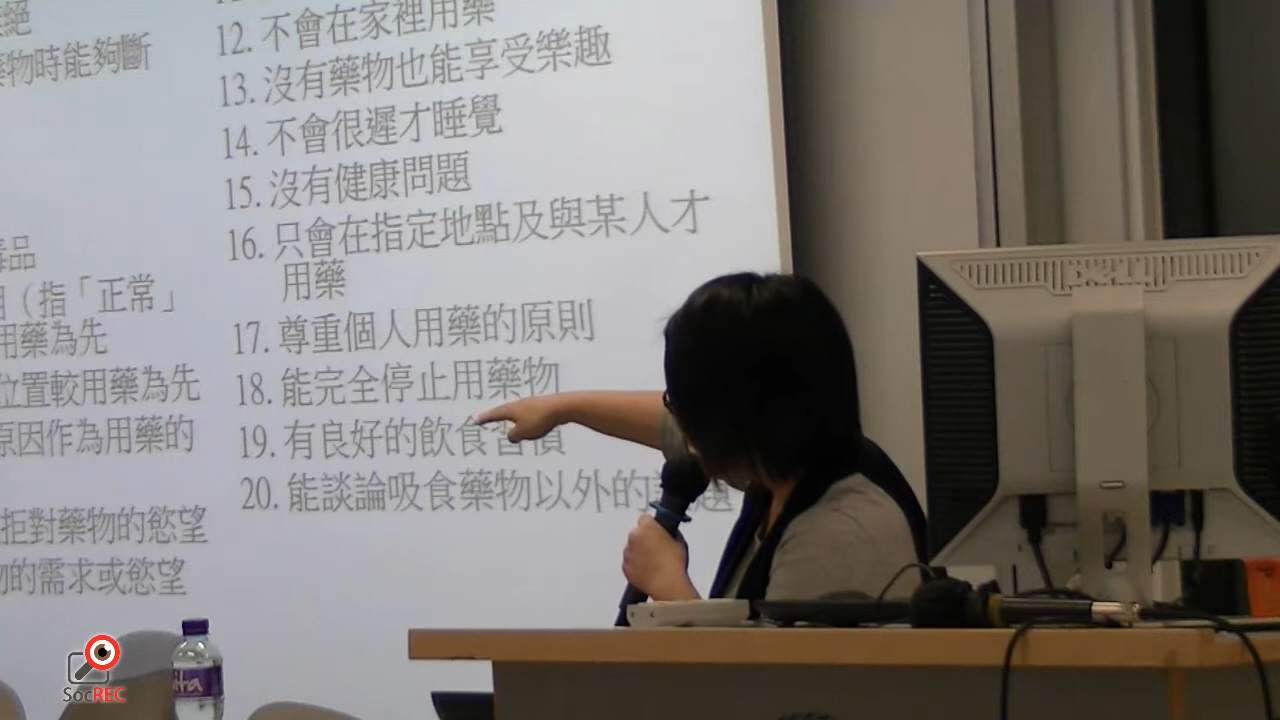 絕
藥物時能夠斷
毒品
(指「正常」
用藥為先
位置較用藥為先
原因作為用藥的
拒對藥物的慾望
的需求或慾望
12. 不會在家裡用藥
13. 沒有藥物也能享受樂趣
14. 不會很遲才睡覺
15. 沒有健康問題
16. 只會在指定地點及與某人才
用藥
17. 尊重個人用藥的原則
18. 能完全停止用藥物
19. 有良好的飲食習慣
20. 能談論吸食藥物以外的
SocREC